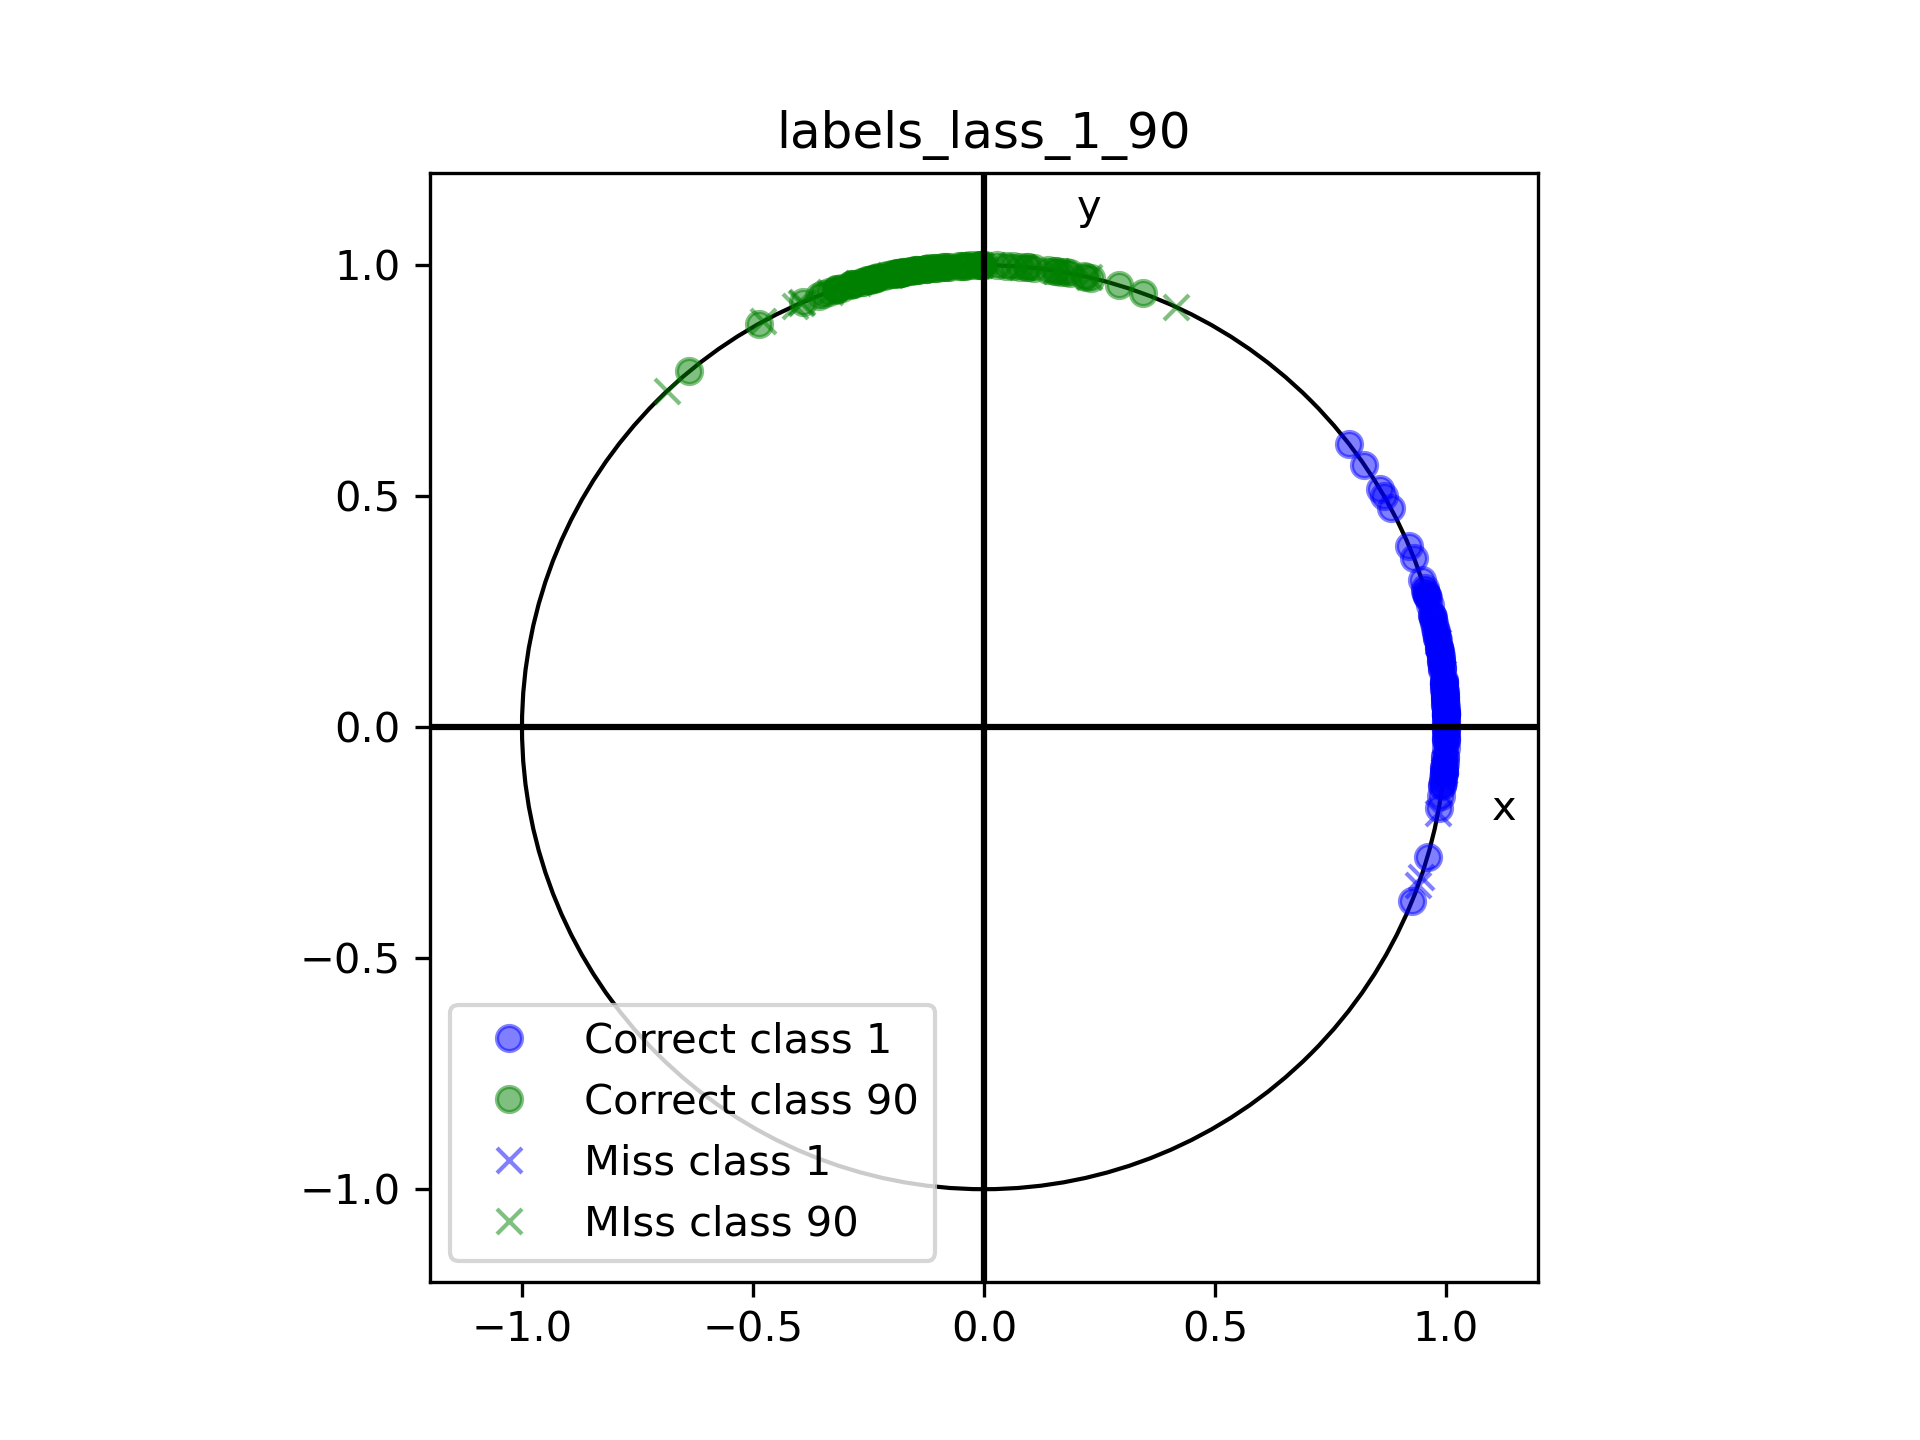 labels_lass_1_90
y
1.0
0.5
0.0
x
−0.5
−1.0
Correct class 1
Correct class 90
Miss class 1
MIss class 90
−1.0 −0.5 0.0 0.5 1.0